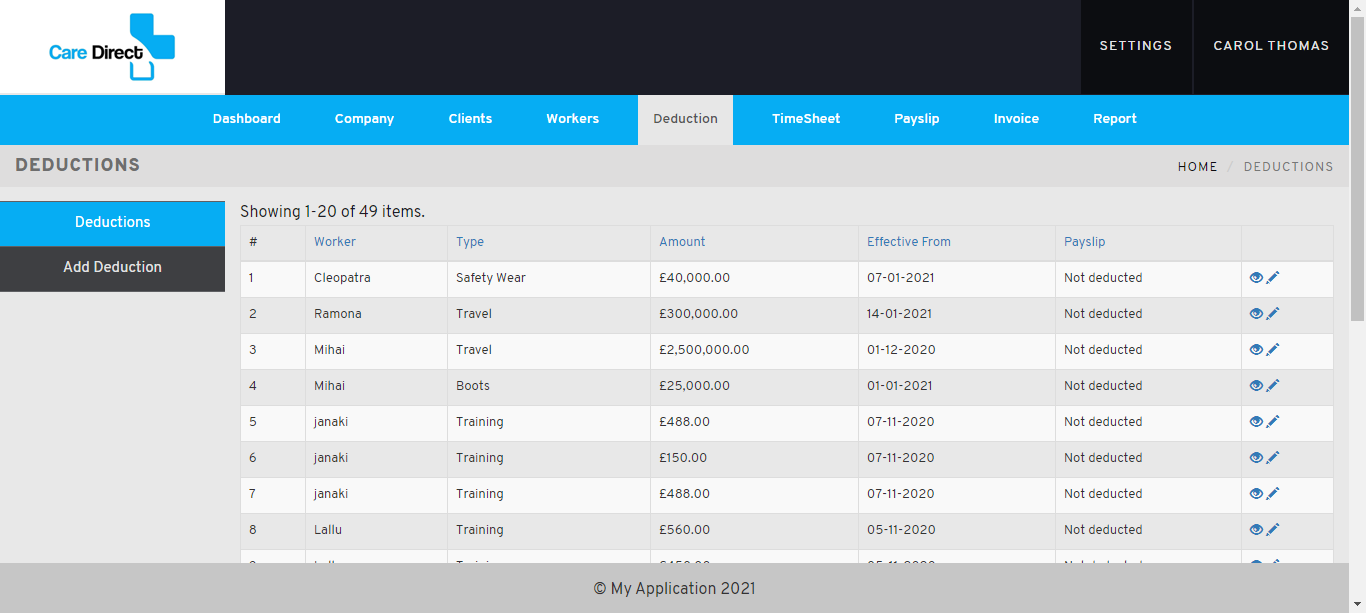 Care Direct
SETTINGS
CAROL THOMAS
Dashboard
Company
Clients
Workers
Deduction
TimeSheet
Payslip
Invoice
Report
DEDUCTIONS
HOME / DEDUCTIONS
Deductions
Add Deduction
Showing 1-20 of 49 items.
# Worker Type Amount Effective From Payslip
1 Cleopatra Safety Wear £40,000.00 07-01-2021 Not deducted
2 Ramona Travel £300,000.00 14-01-2021 Not deducted
3 Mihai Travel £2,500,000.00 01-12-2020 Not deducted
4 Mihai Boots £25,000.00 01-01-2021 Not deducted
5 janaki Training £488.00 07-11-2020 Not deducted
6 janaki Training £150.00 07-11-2020 Not deducted
7 janaki Training £488.00 07-11-2020 Not deducted
8 Lallu Training £560.00 05-11-2020 Not deducted
© My Application 2021